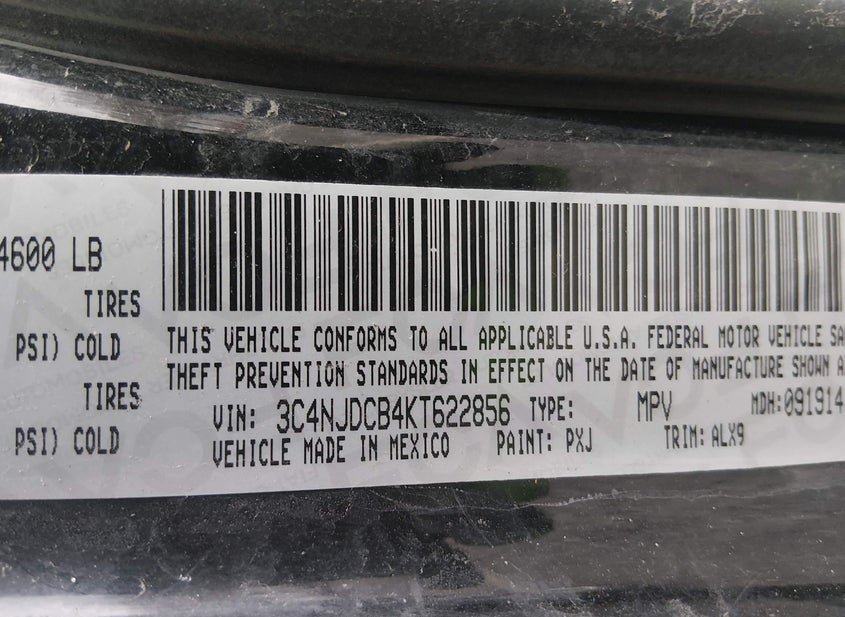 4600 LB
TIRES
PSI) COLD
TIRES
PSI) COLD
THIS VEHICLE CONFORMS TO ALL APPLICABLE U.S.A. FEDERAL MOTOR VEHICLE SA
THEFT PREVENTION STANDARDS IN EFFECT ON THE DATE OF MANUFACTURE SHOWN A
VIN: 3C4NJDCB4KT622856 TYPE: MPV MDH:091914
VEHICLE MADE IN MEXICO PAINT: PXJ TRIM: ALX9